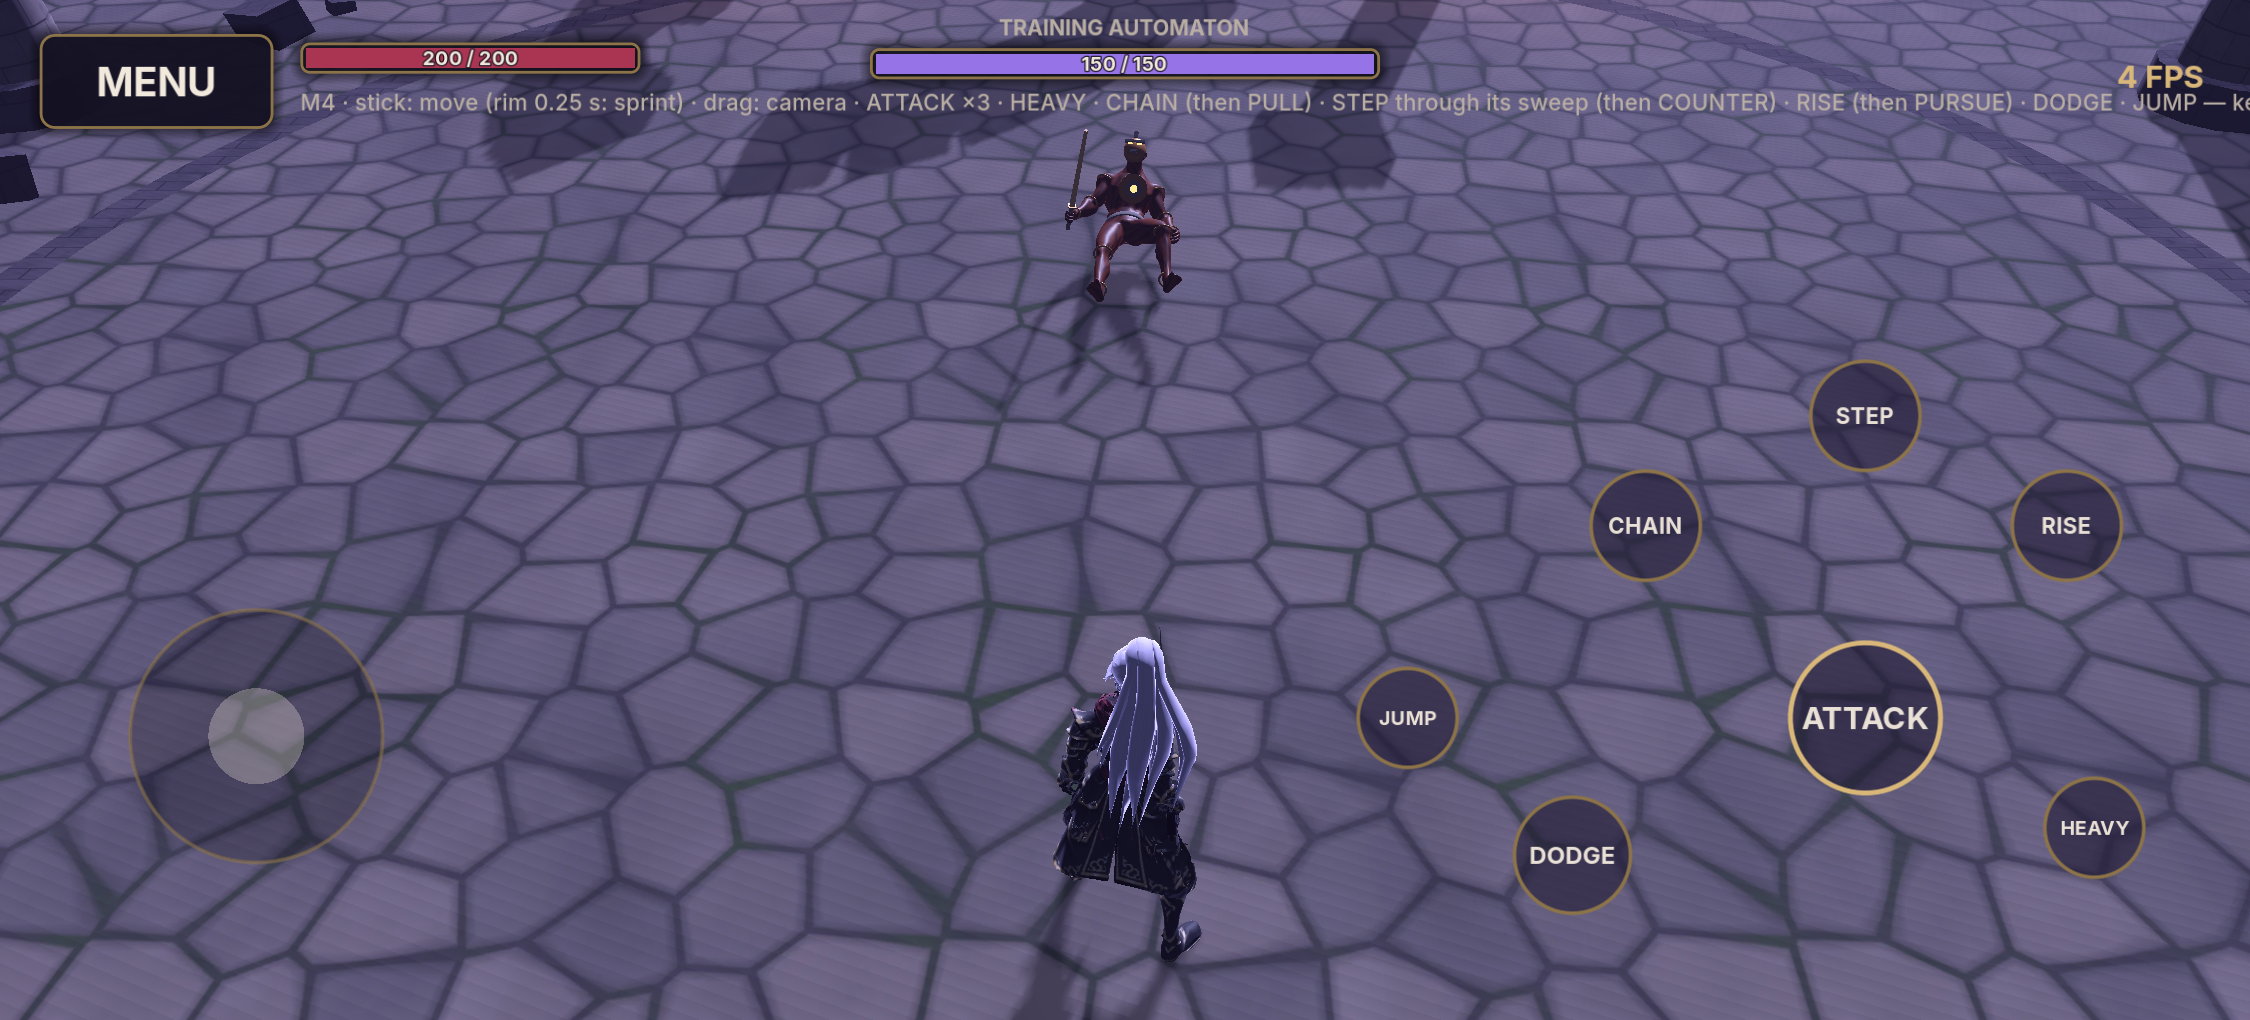 TRAINING AUTOMATON
MENU
200 / 200
150 / 150
4 FPS
M4 · stick: move (rim 0.25 s: sprint) · drag: camera · ATTACK ×3 · HEAVY · CHAIN (then PULL) · STEP through its sweep (then COUNTER) · RISE (then PURSUE) · DODGE · JUMP —
STEP
CHAIN
RISE
JUMP
ATTACK
DODGE
HEAVY